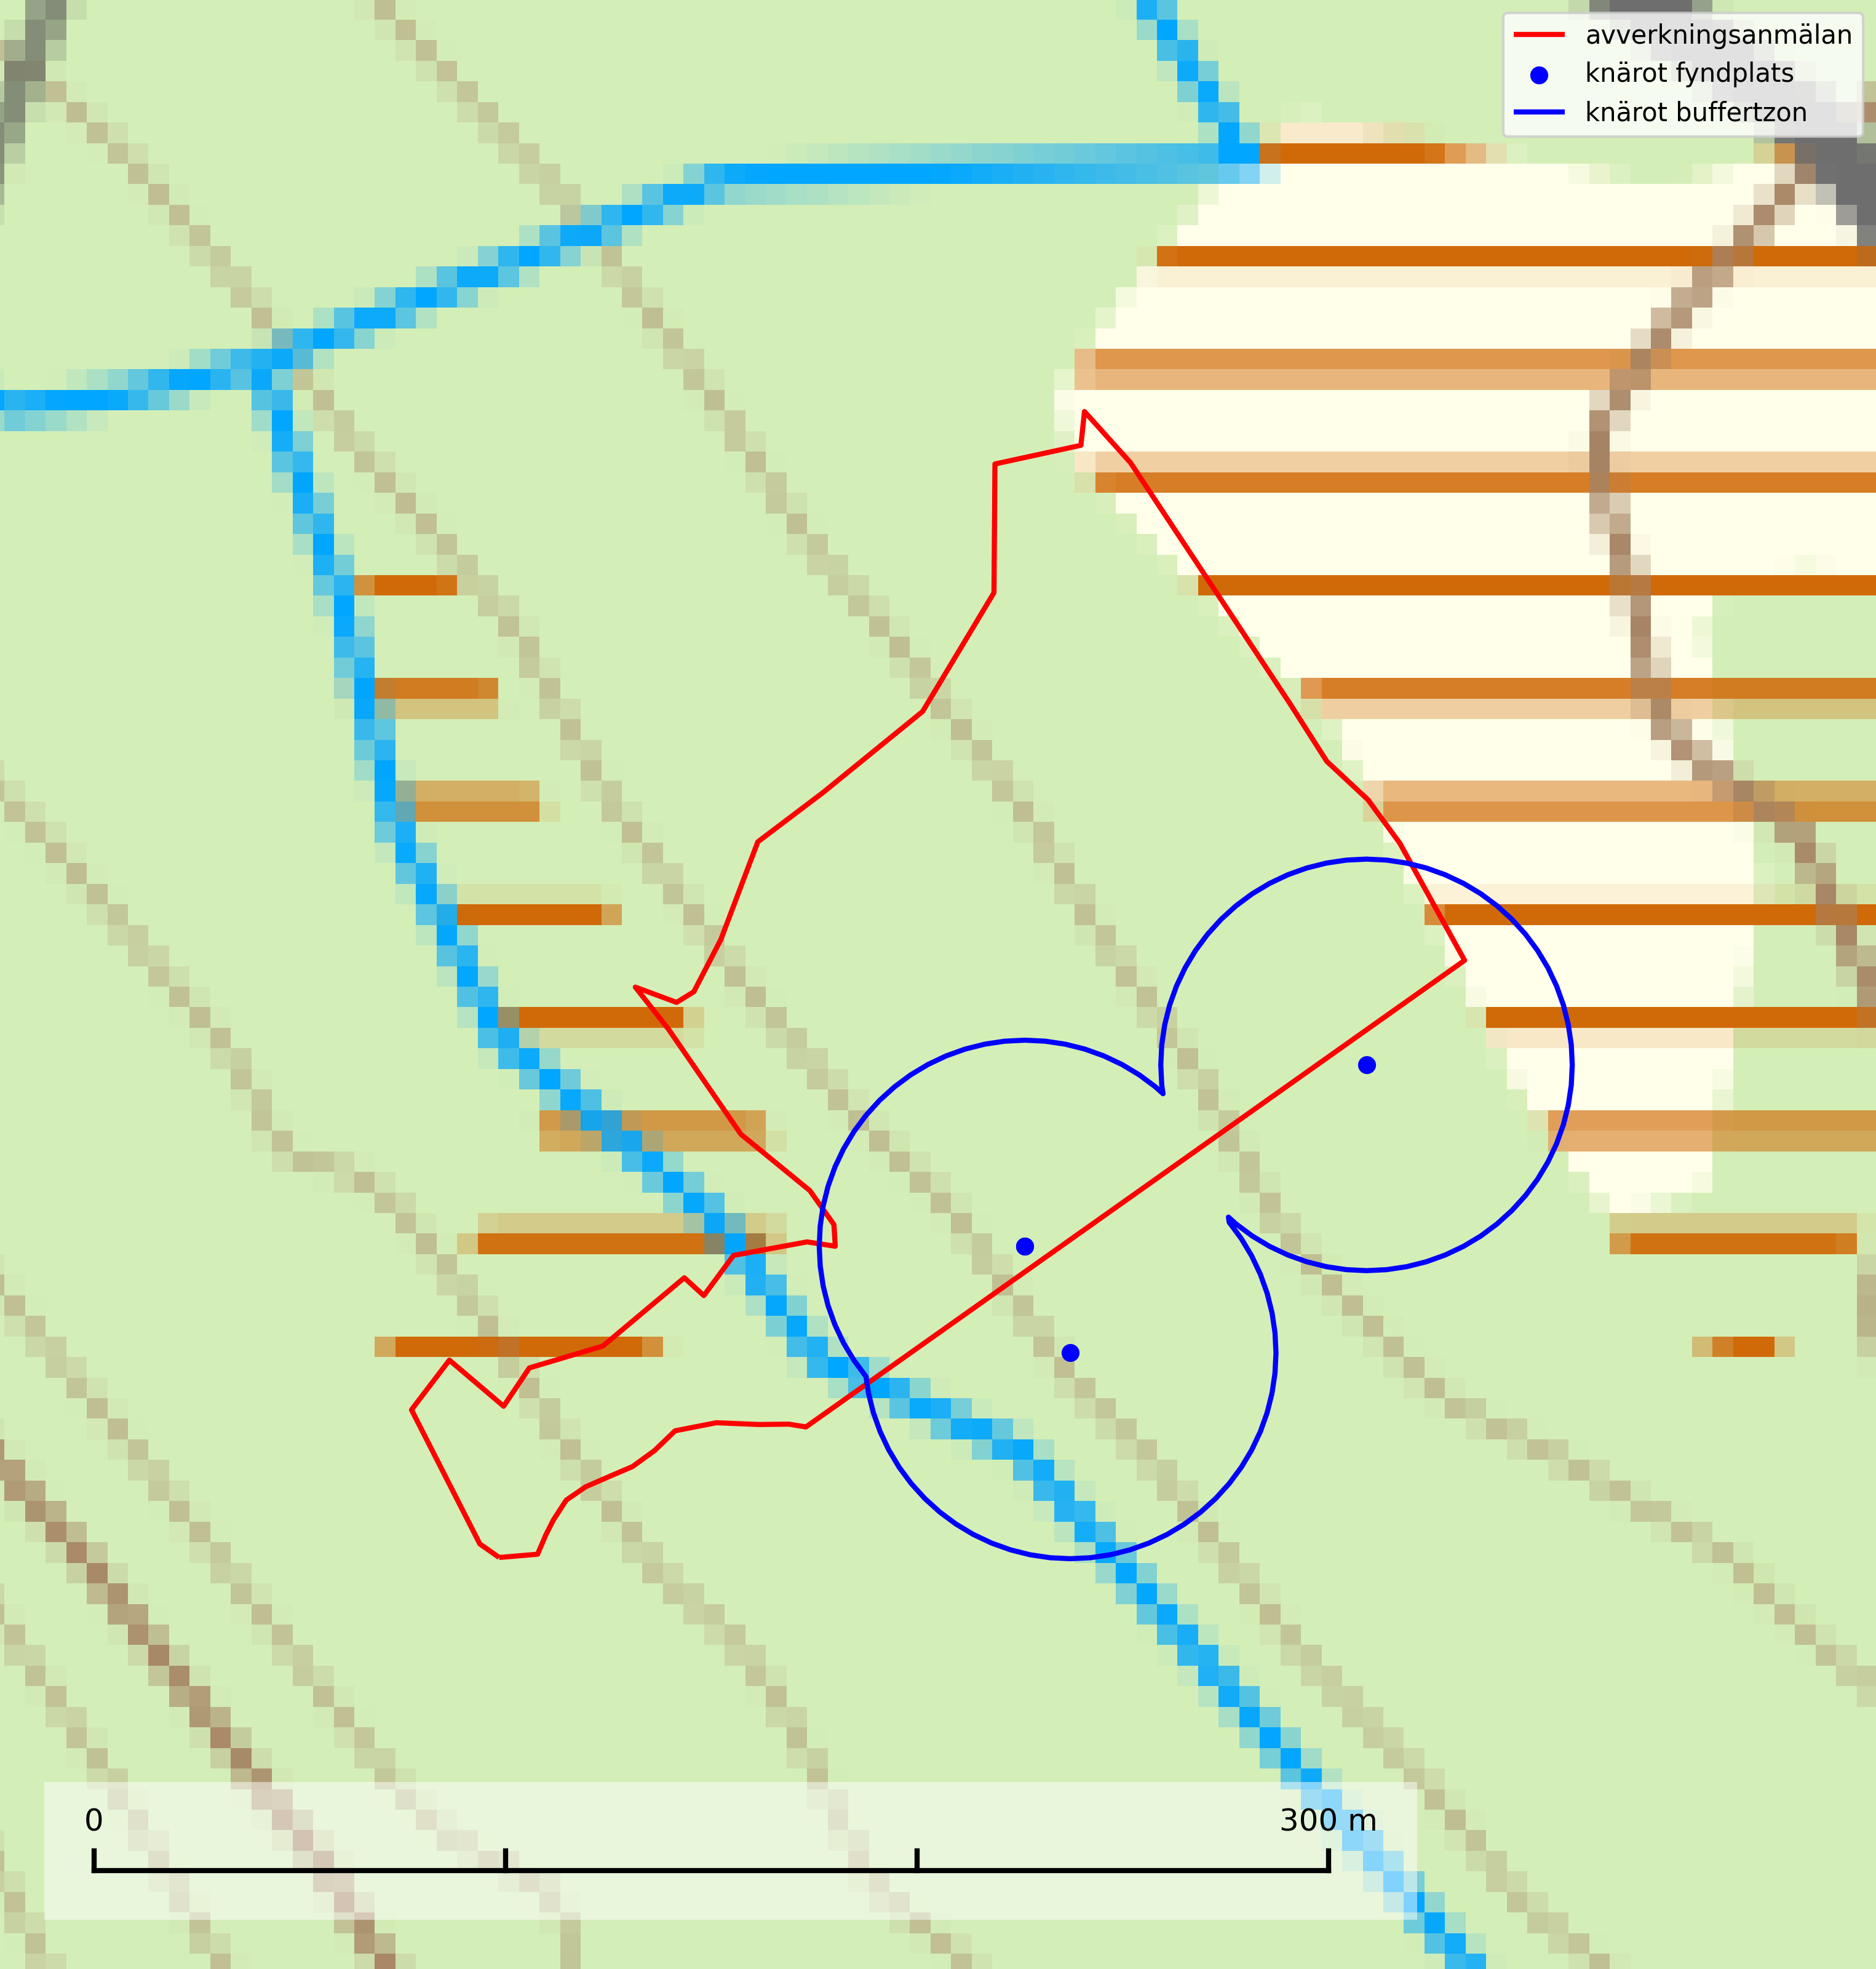 avverkningsanmälan
knärot fyndplats
knärot buffertzon
0 300 m